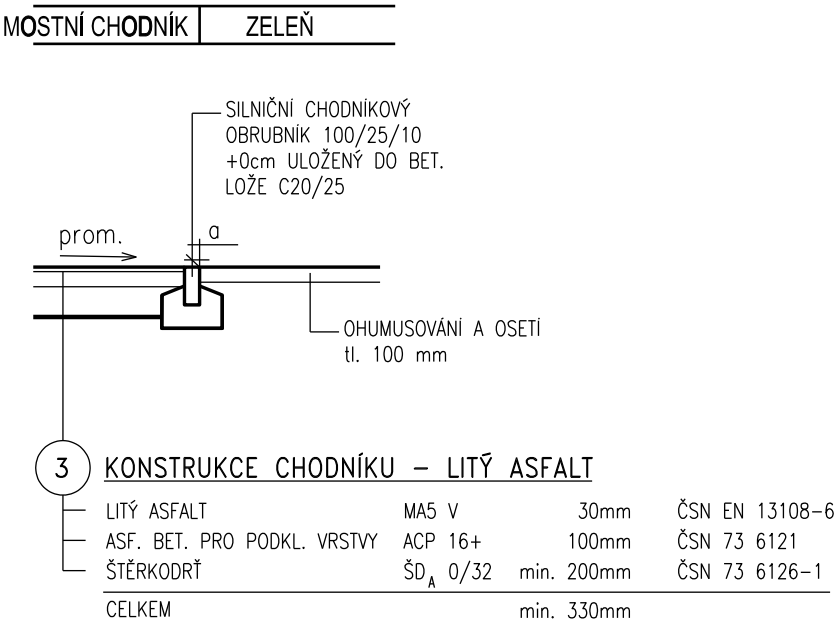 MOSTNÍ CHODNÍK ZELEŇ
SILNIČNÍ CHODNÍKOVÝ
OBRUBNÍK 100/25/10
+0cm ULOŽENÝ DO BET.
LOŽE C20/25
prom.
a
OHUMUSOVÁNÍ A OSETÍ
tl. 100 mm
3 KONSTRUKCE CHODNÍKU – LITÝ ASFALT
LITÝ ASFALT MA5 V 30mm ČSN EN 13108-6
ASF. BET. PRO PODKL. VRSTVY ACP 16+ 100mm ČSN 73 6121
ŠTĚRKODRŤ ŠD_A 0/32 min. 200mm ČSN 73 6126-1
CELKEM min. 330mm